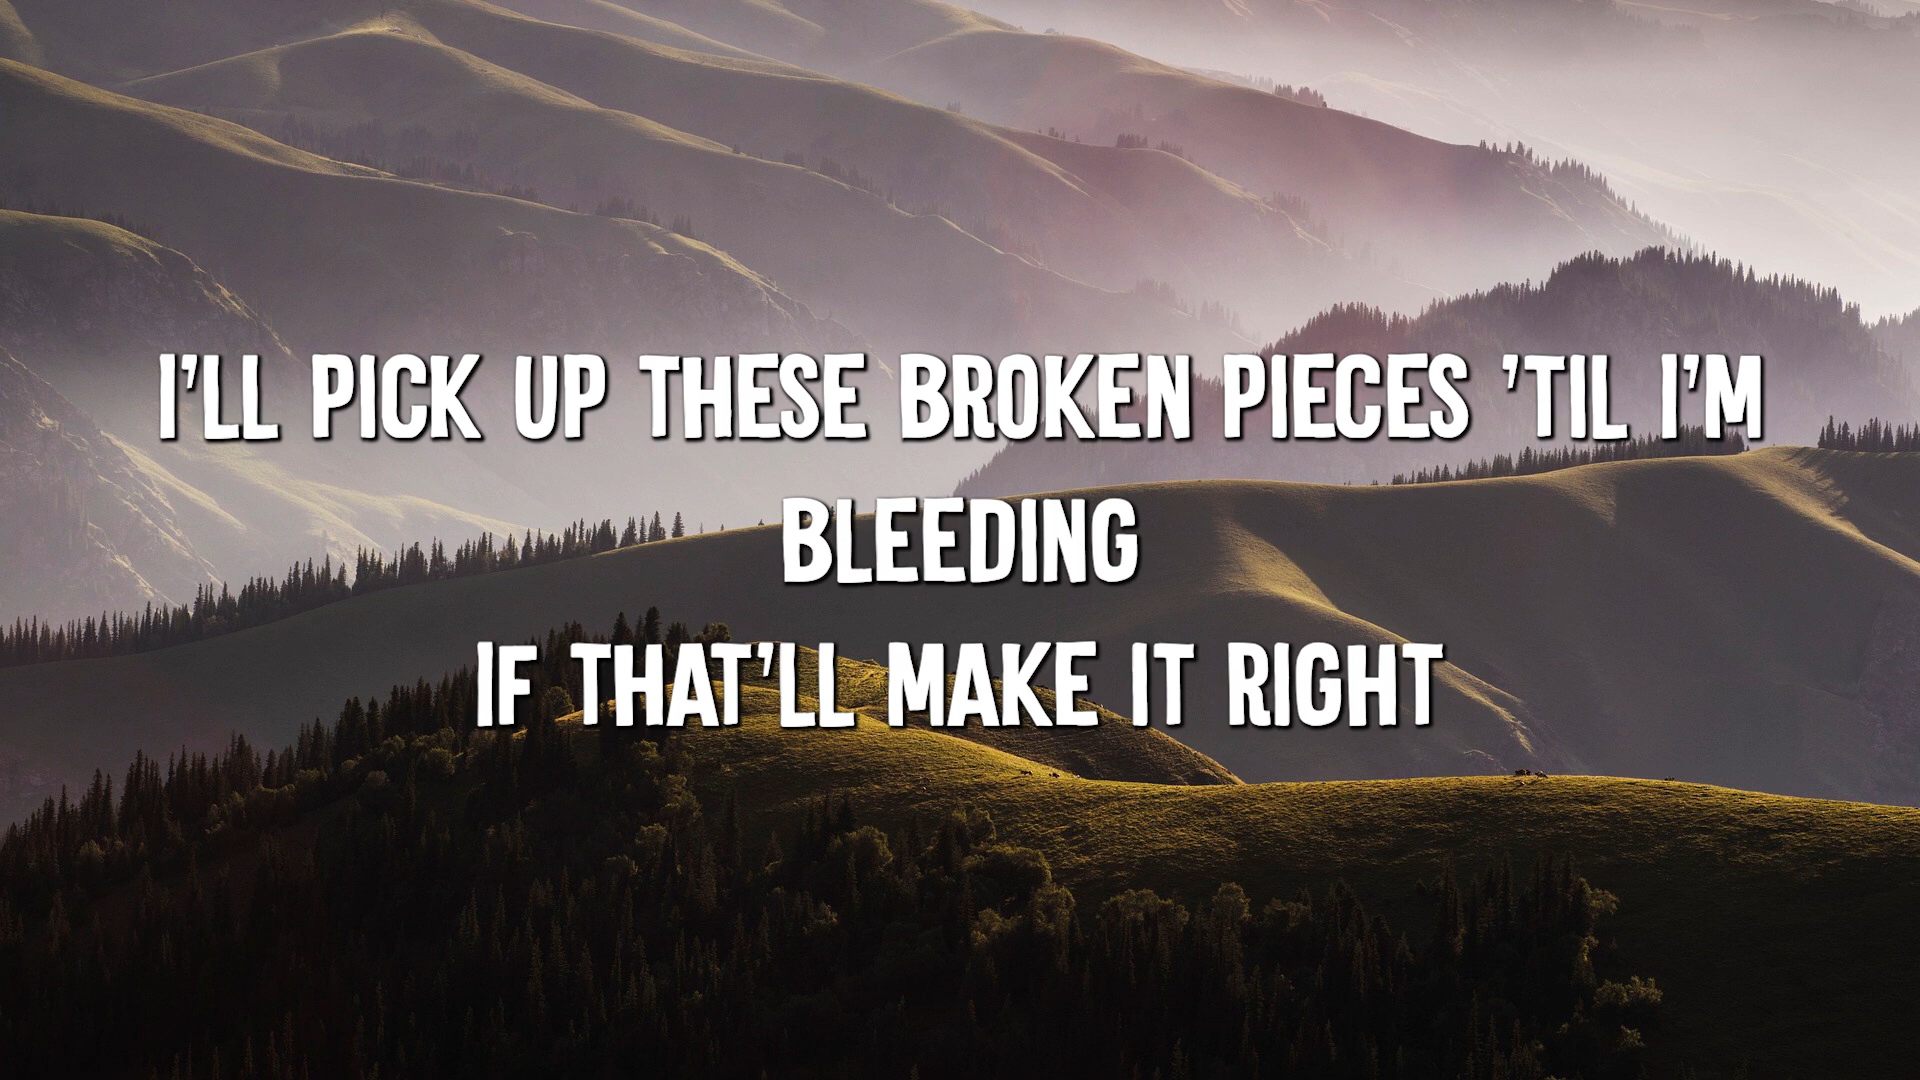 I'LL PICK UP THESE BROKEN PIECES 'TIL I'M
BLEEDING
IF THAT'LL MAKE IT RIGHT